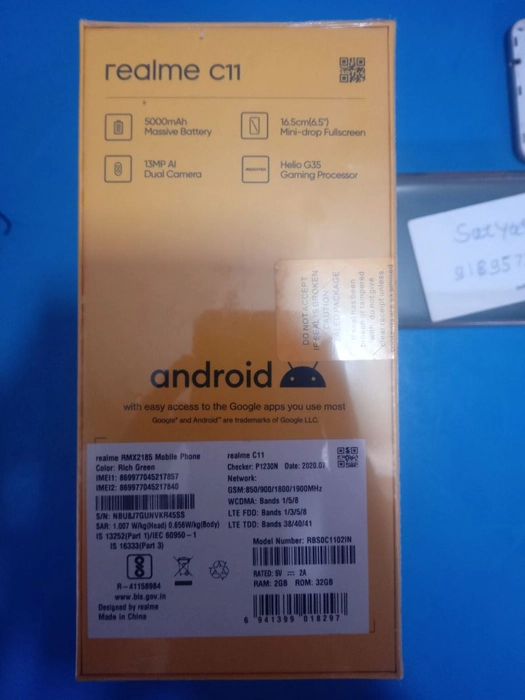 realme C11
5000mAh
Massive Battery
16.5cm(6.5")
Mini-drop Fullscreen
13MP AI
Dual Camera
Helio G35
Gaming Processor
DO NOT ACCEPT
IF SEAL IS BROKEN
CAUTION
android
with easy access to the Google apps you use most
Google® and Android™ are trademarks of Google LLC.
realme RMX2185 Mobile Phone
Color: Rich Green
IMEI1: 869977045217857
IMEI2: 869977045217840
S/N: NBU8J7GUNVKR45SS
SAR: 1.007 W/kg(Head) 0.656W/kg(Body)
IS 13252(Part 1)/IEC 60950-1
IS 16333(Part 3)
R-41158984
www.bis.gov.in
Designed by realme
Made in China
realme C11
Checker: P1230N Date: 2020.07
Network:
GSM:850/900/1800/1900MHz
WCDMA: Bands 1/5/8
LTE FDD: Bands 1/3/5/8
LTE TDD: Bands 38/40/41
Model Number: RBS0C1102IN
RATED: 5V 2A
RAM: 2GB ROM: 32GB
6 941399 018297